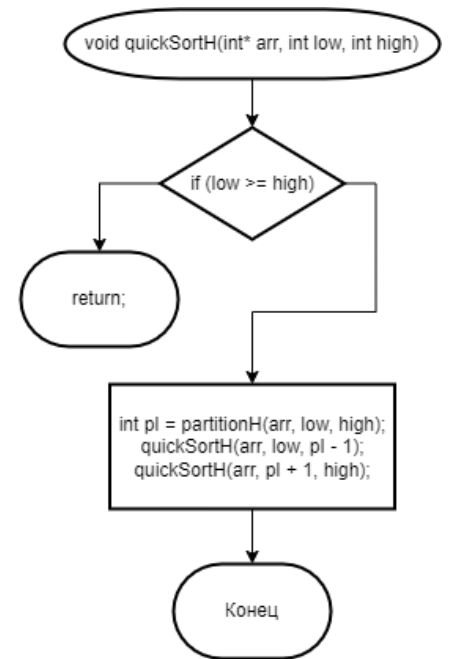 void quickSortH(int* arr, int low, int high)
if (low >= high)
return;
int pl = partitionH(arr, low, high);
quickSortH(arr, low, pl - 1);
quickSortH(arr, pl + 1, high);
Конец